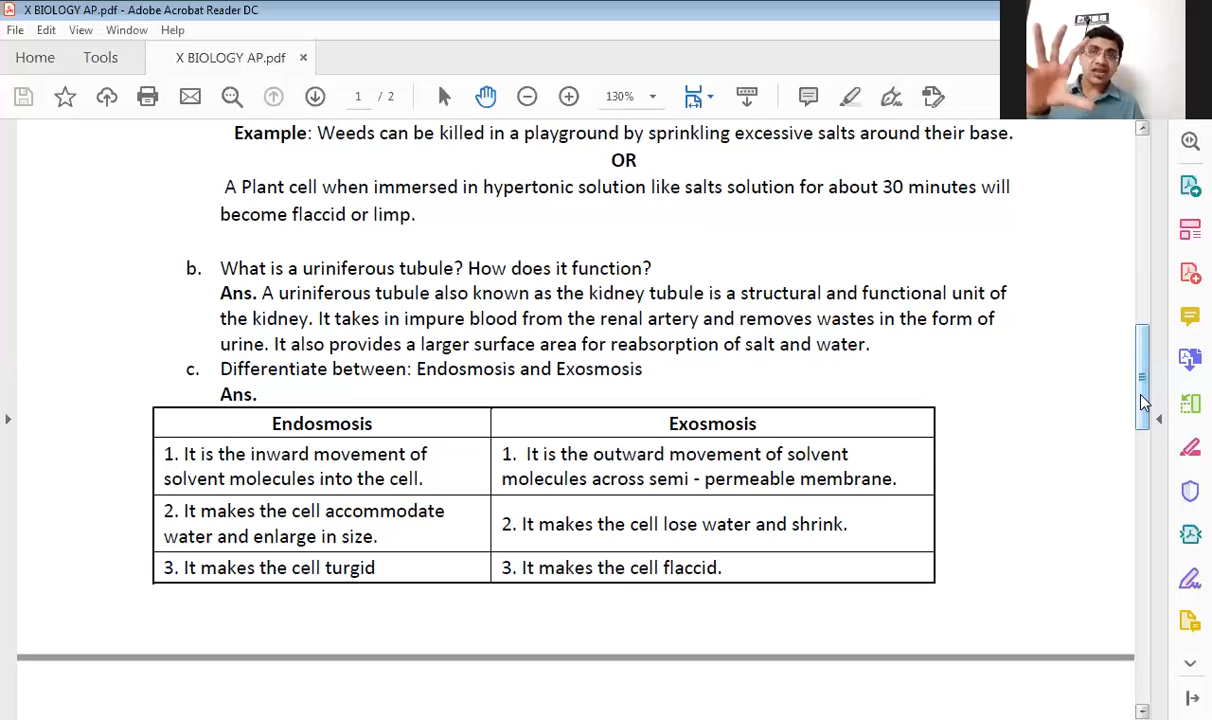 X BIOLOGY AP.pdf - Adobe Acrobat Reader DC
File Edit View Window Help
Home Tools X BIOLOGY AP.pdf ×
1 / 2 130%
Example: Weeds can be killed in a playground by sprinkling excessive salts around their base.
OR
A Plant cell when immersed in hypertonic solution like salts solution for about 30 minutes will
become flaccid or limp.
b. What is a uriniferous tubule? How does it function?
Ans. A uriniferous tubule also known as the kidney tubule is a structural and functional unit of
the kidney. It takes in impure blood from the renal artery and removes wastes in the form of
urine. It also provides a larger surface area for reabsorption of salt and water.
c. Differentiate between: Endosmosis and Exosmosis
Ans.
Endosmosis
Exosmosis
1. It is the inward movement of
solvent molecules into the cell.
1. It is the outward movement of solvent
molecules across semi - permeable membrane.
2. It makes the cell accommodate
water and enlarge in size.
2. It makes the cell lose water and shrink.
3. It makes the cell turgid
3. It makes the cell flaccid.